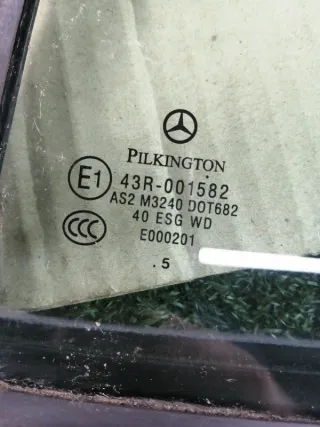 PILKINGTON
E1 43R-001582
AS2 M3240 DOT682
CCC 40 ESG WD
E000201
. 5